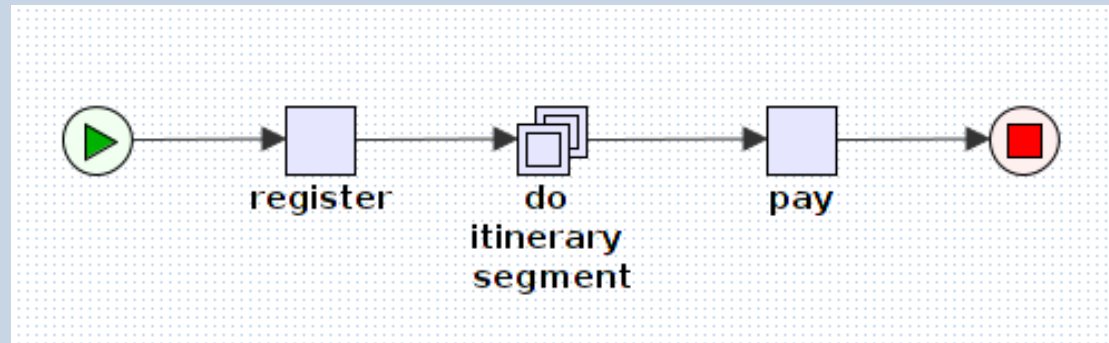 register
do
itinerary
segment
pay